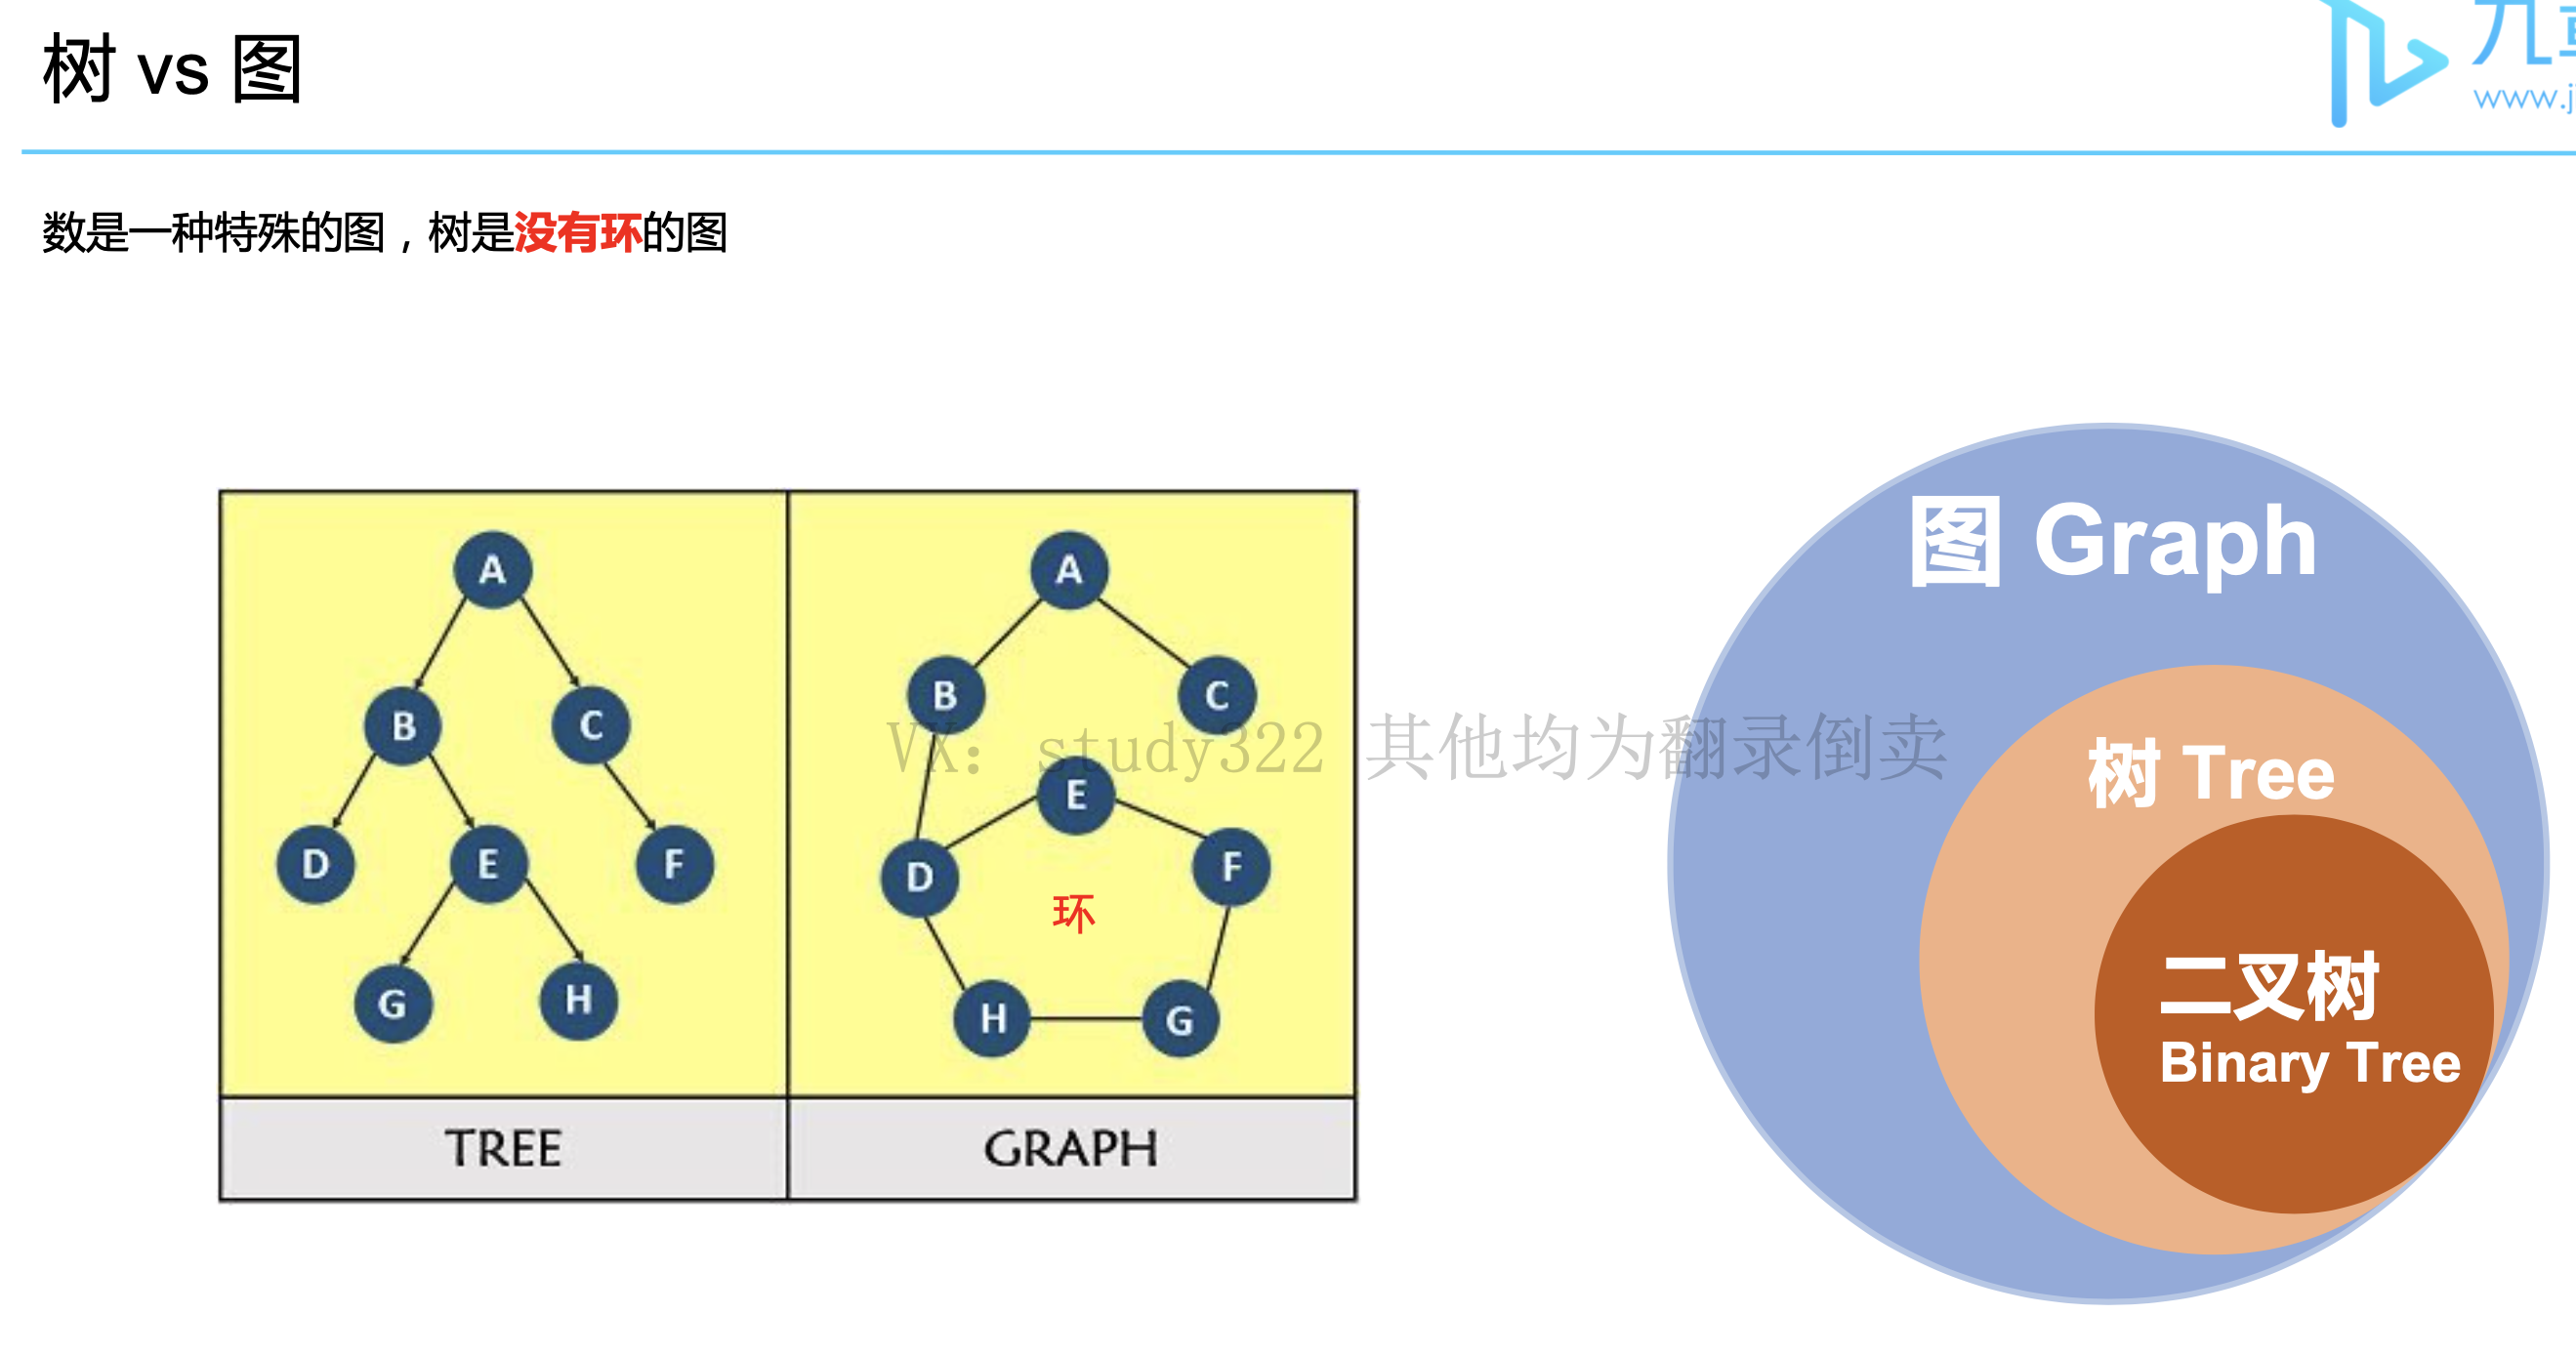 树 vs 图
九
www.j
数是一种特殊的图，树是没有环的图
A
B
C
D
E
F
G
H
TREE
A
B
C
E
D
F
环
H
G
GRAPH
VX: study322 其他均为翻录倒卖
图 Graph
树 Tree
二叉树
Binary Tree